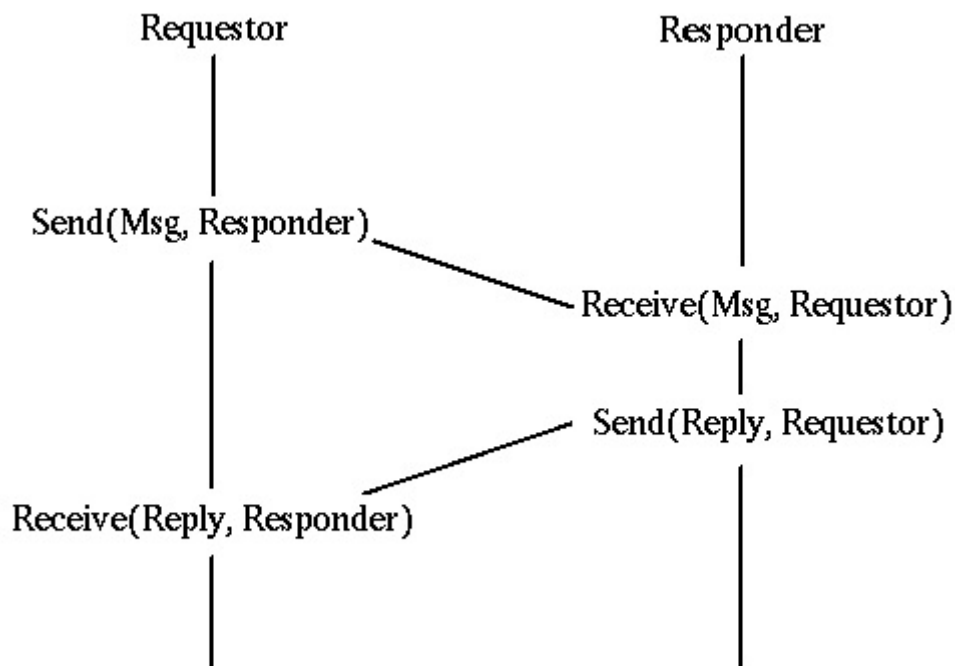 Requestor
Responder
Send(Msg, Responder)
Receive(Msg, Requestor)
Send(Reply, Requestor)
Receive(Reply, Responder)